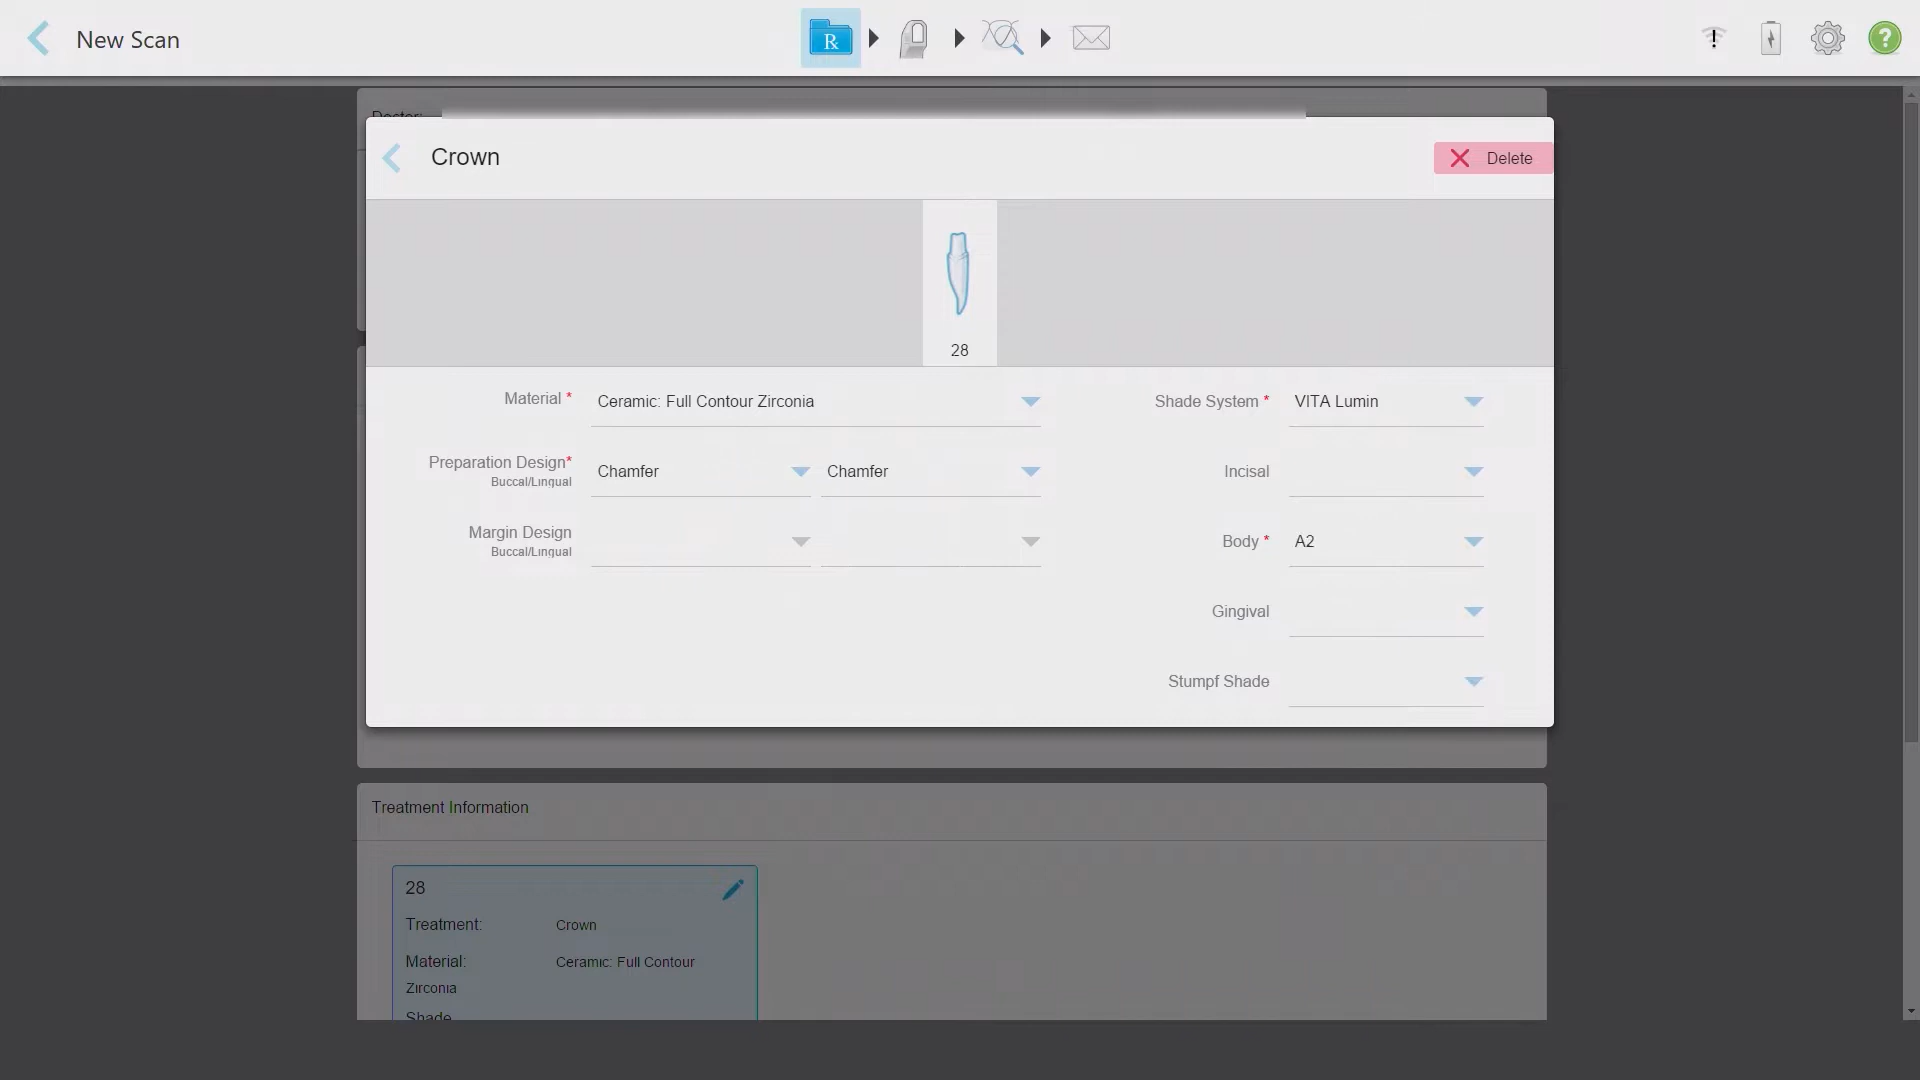 New Scan
R
!
?
Doctor:
Crown
Delete
28
Material *
Ceramic: Full Contour Zirconia
Shade System *
VITA Lumin
Preparation Design*
Buccal/Lingual
Chamfer
Chamfer
Incisal
Margin Design
Buccal/Lingual
Body *
A2
Gingival
Stumpf Shade
Treatment Information
28
Treatment:
Crown
Material:
Ceramic: Full Contour
Zirconia
Shade